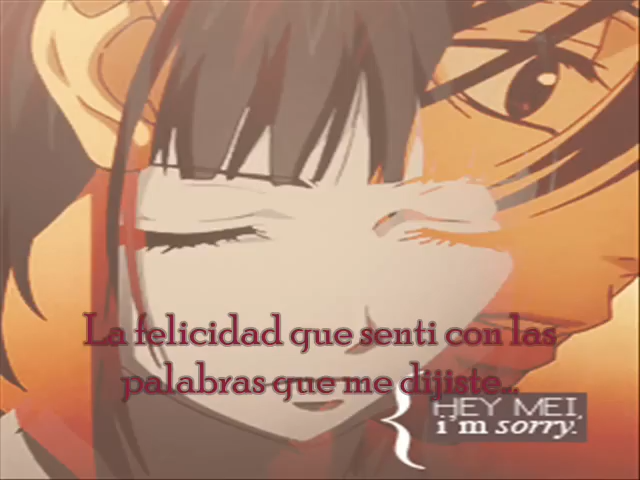 La felicidad que senti con las
palabras que me dijiste..
HEY MEI,
i'm sorry.